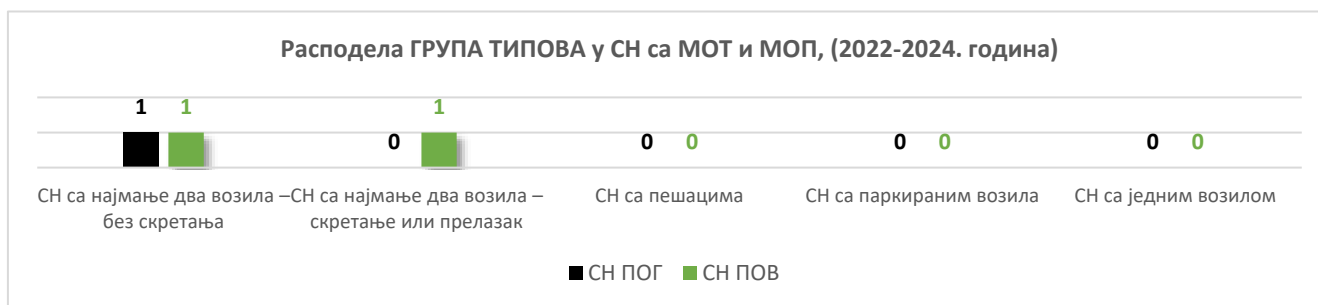 Расподела ГРУПА ТИПОВА у СН са МОТ и МОП, (2022-2024. година)
1 1 0 1 0 0 0 0 0 0
СН са најмање два возила – без скретања
СН са најмање два возила – скретање или прелазак
СН са пешацима
СН са паркираним возила
СН са једним возилом
СН ПОГ СН ПОВ